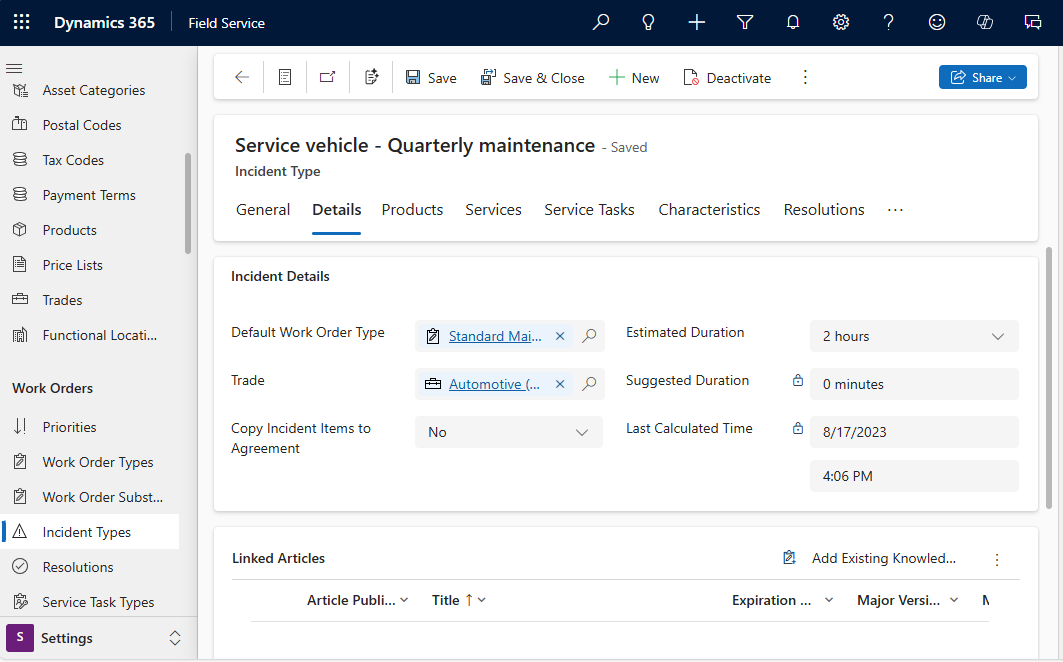 Dynamics 365 Field Service
Asset Categories
Postal Codes
Tax Codes
Payment Terms
Products
Price Lists
Trades
Functional Locati...
Work Orders
Priorities
Work Order Types
Work Order Subst...
Incident Types
Resolutions
Service Task Types
S Settings
Save Save & Close New Deactivate Share
Service vehicle - Quarterly maintenance - Saved
Incident Type
General Details Products Services Service Tasks Characteristics Resolutions ...
Incident Details
Default Work Order Type Standard Mai...
Estimated Duration 2 hours
Trade Automotive (...
Suggested Duration 0 minutes
Copy Incident Items to
Agreement
No
Last Calculated Time 8/17/2023
4:06 PM
Linked Articles Add Existing Knowled...
Article Publi... Title ↑ Expiration ... Major Versi...